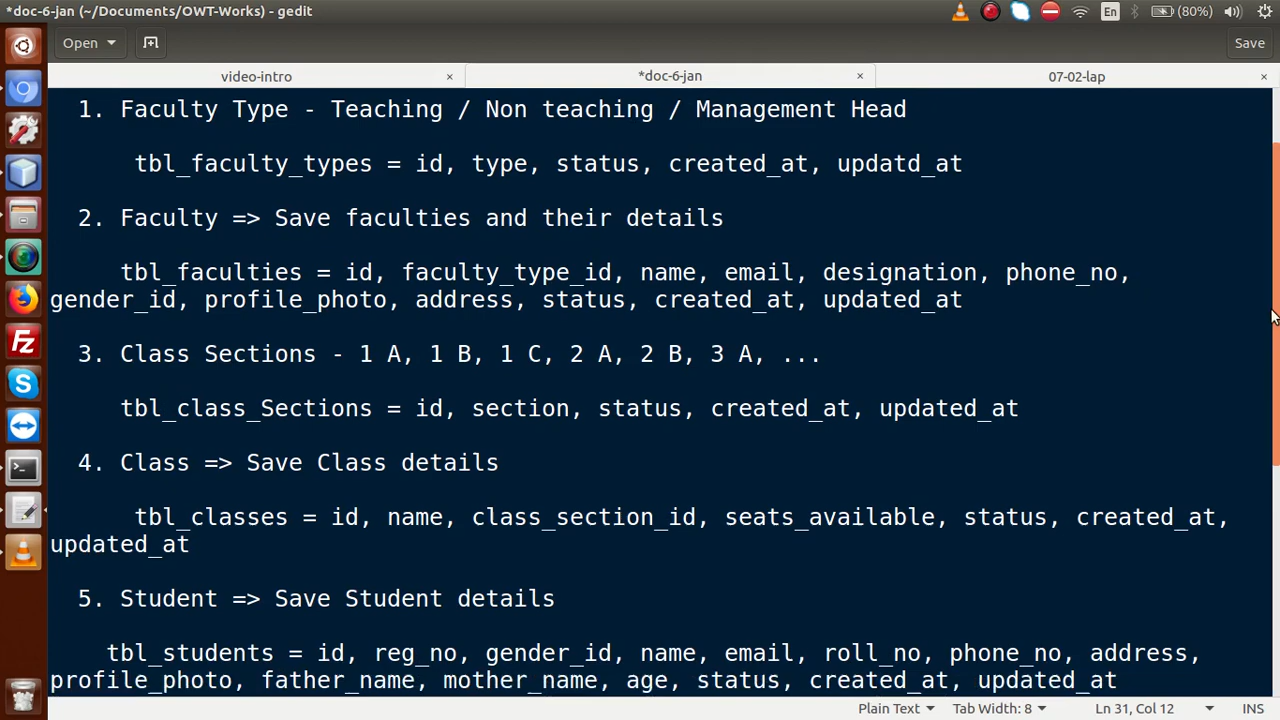 *doc-6-jan (~/Documents/OWT-Works) - gedit
En
(80%)
Open
Save
video-intro ×
*doc-6-jan ×
07-02-lap ×
1. Faculty Type - Teaching / Non teaching / Management Head
tbl_faculty_types = id, type, status, created_at, updatd_at
2. Faculty => Save faculties and their details
tbl_faculties = id, faculty_type_id, name, email, designation, phone_no,
gender_id, profile_photo, address, status, created_at, updated_at
3. Class Sections - 1 A, 1 B, 1 C, 2 A, 2 B, 3 A, ...
tbl_class_Sections = id, section, status, created_at, updated_at
4. Class => Save Class details
tbl_classes = id, name, class_section_id, seats_available, status, created_at,
updated_at
5. Student => Save Student details
tbl_students = id, reg_no, gender_id, name, email, roll_no, phone_no, address,
profile_photo, father_name, mother_name, age, status, created_at, updated_at
Plain Text
Tab Width: 8
Ln 31, Col 12
INS